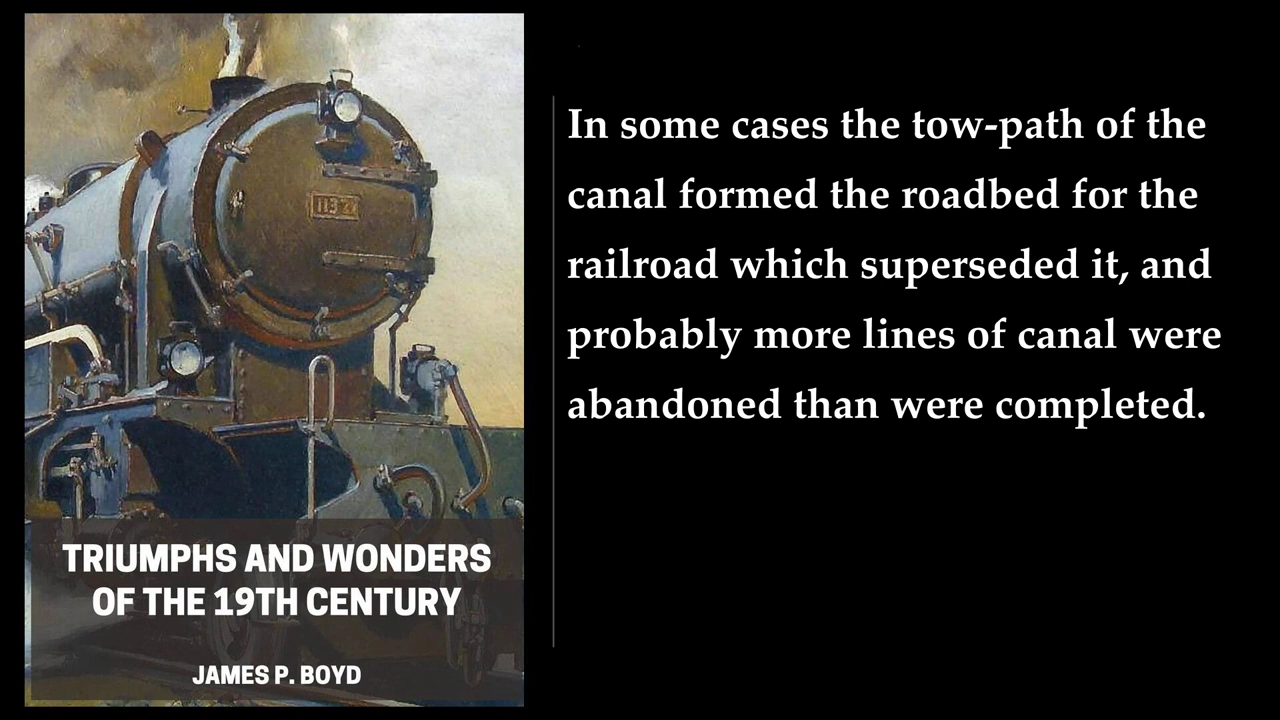 In some cases the tow-path of the
canal formed the roadbed for the
railroad which superseded it, and
probably more lines of canal were
abandoned than were completed.
TRIUMPHS AND WONDERS
OF THE 19TH CENTURY
JAMES P. BOYD